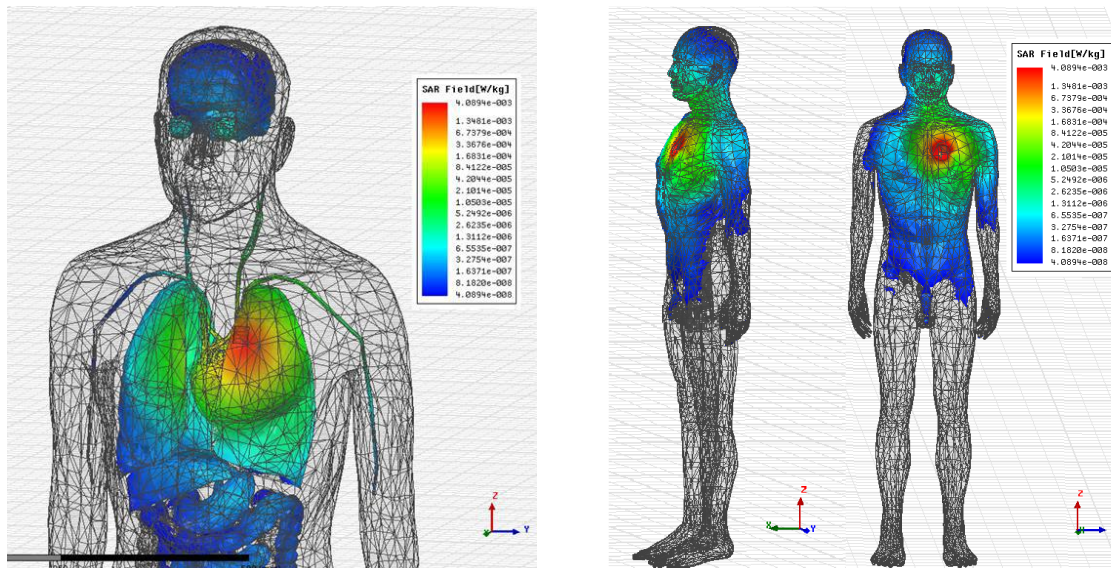 SAR Field[W/kg]
4.0894e-003
1.3481e-003
6.7379e-004
3.3676e-004
1.6831e-004
8.4122e-005
4.2044e-005
2.1014e-005
1.0503e-005
5.2492e-006
2.6235e-006
1.3112e-006
6.5535e-007
3.2754e-007
1.6371e-007
8.1820e-008
4.0894e-008
Z
X
Y
SAR Field[W/kg]
4.0894e-003
1.3481e-003
6.7379e-004
3.3676e-004
1.6831e-004
8.4122e-005
4.2044e-005
2.1014e-005
1.0503e-005
5.2492e-006
2.6235e-006
1.3112e-006
6.5535e-007
3.2754e-007
1.6371e-007
8.1820e-008
4.0894e-008
Z
X
Y
Z